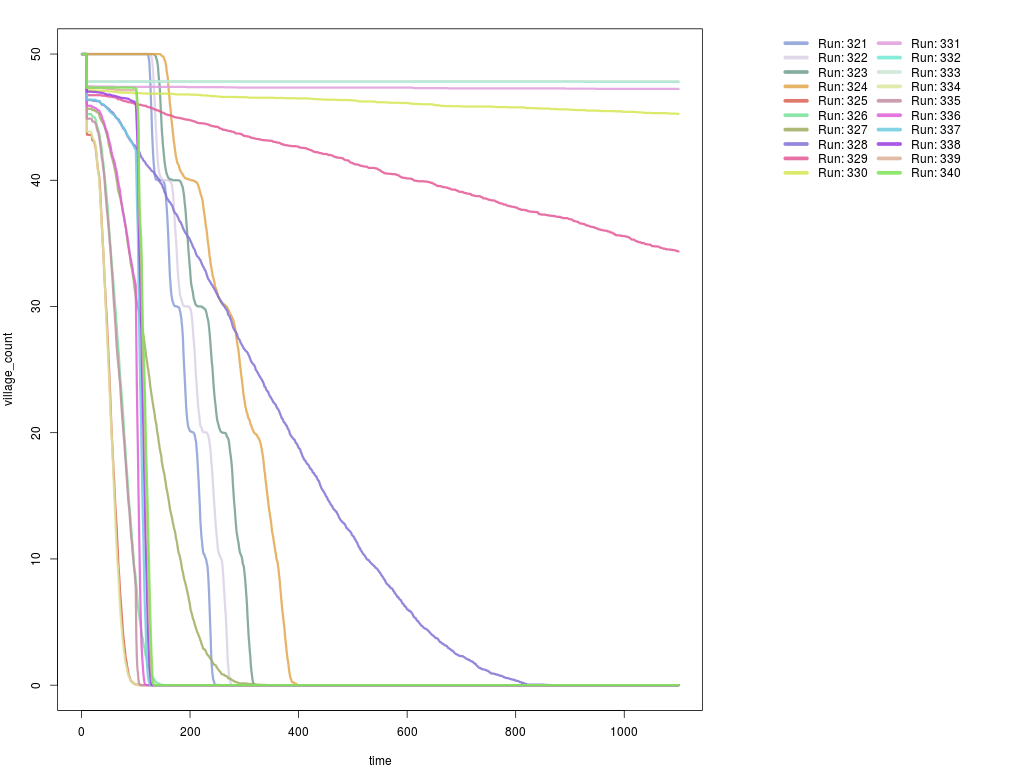 50
40
30
20
10
0
village_count
0 200 400 600 800 1000
time
Run: 321 Run: 331
Run: 322 Run: 332
Run: 323 Run: 333
Run: 324 Run: 334
Run: 325 Run: 335
Run: 326 Run: 336
Run: 327 Run: 337
Run: 328 Run: 338
Run: 329 Run: 339
Run: 330 Run: 340